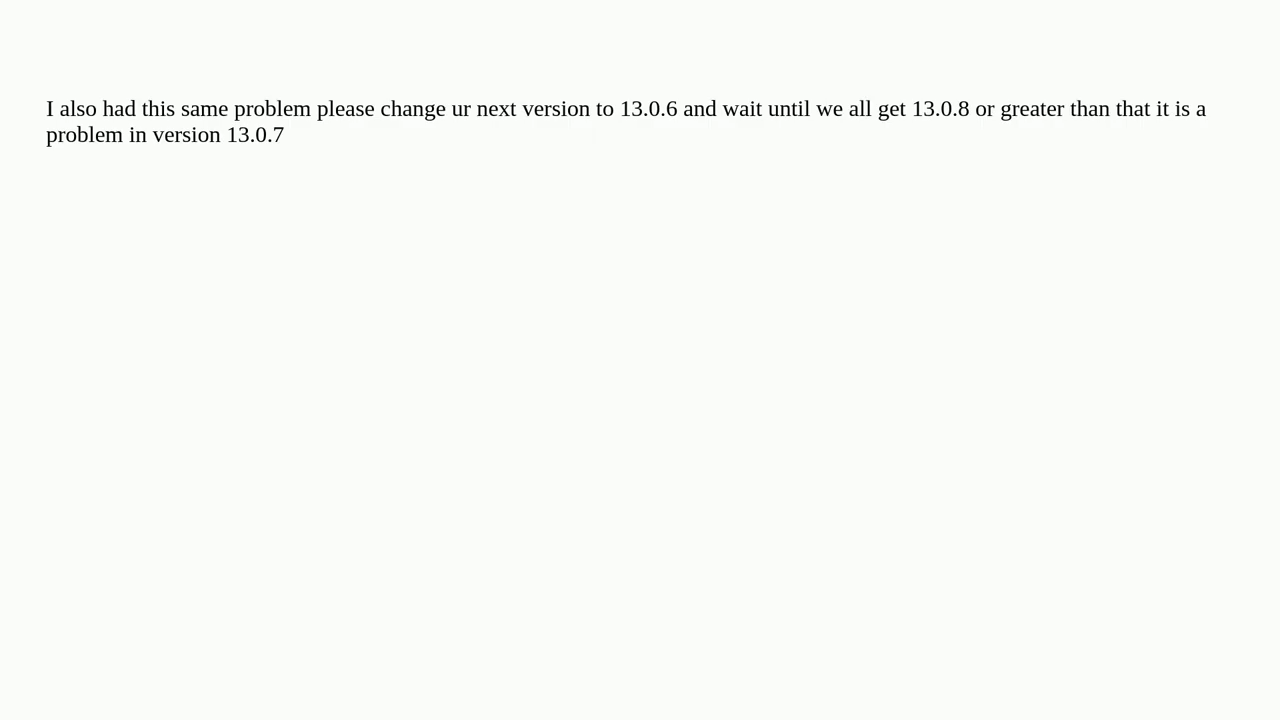 I also had this same problem please change ur next version to 13.0.6 and wait until we all get 13.0.8 or greater than that it is a
problem in version 13.0.7